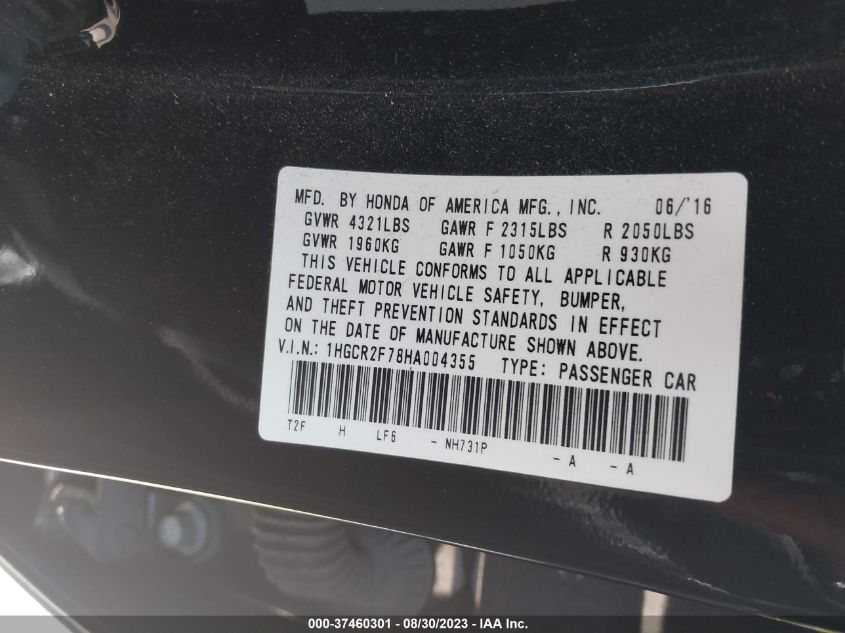 MFD. BY HONDA OF AMERICA MFG., INC. 06/'16
GVWR 4321LBS GAWR F 2315LBS R 2050LBS
GVWR 1960KG GAWR F 1050KG R 930KG
THIS VEHICLE CONFORMS TO ALL APPLICABLE
FEDERAL MOTOR VEHICLE SAFETY, BUMPER,
AND THEFT PREVENTION STANDARDS IN EFFECT
ON THE DATE OF MANUFACTURE SHOWN ABOVE.
V.I.N.: 1HGCR2F78HA004355 TYPE: PASSENGER CAR
T2F H LF6 - NH731P - A - A
000-37460301 - 08/30/2023 - IAA Inc.